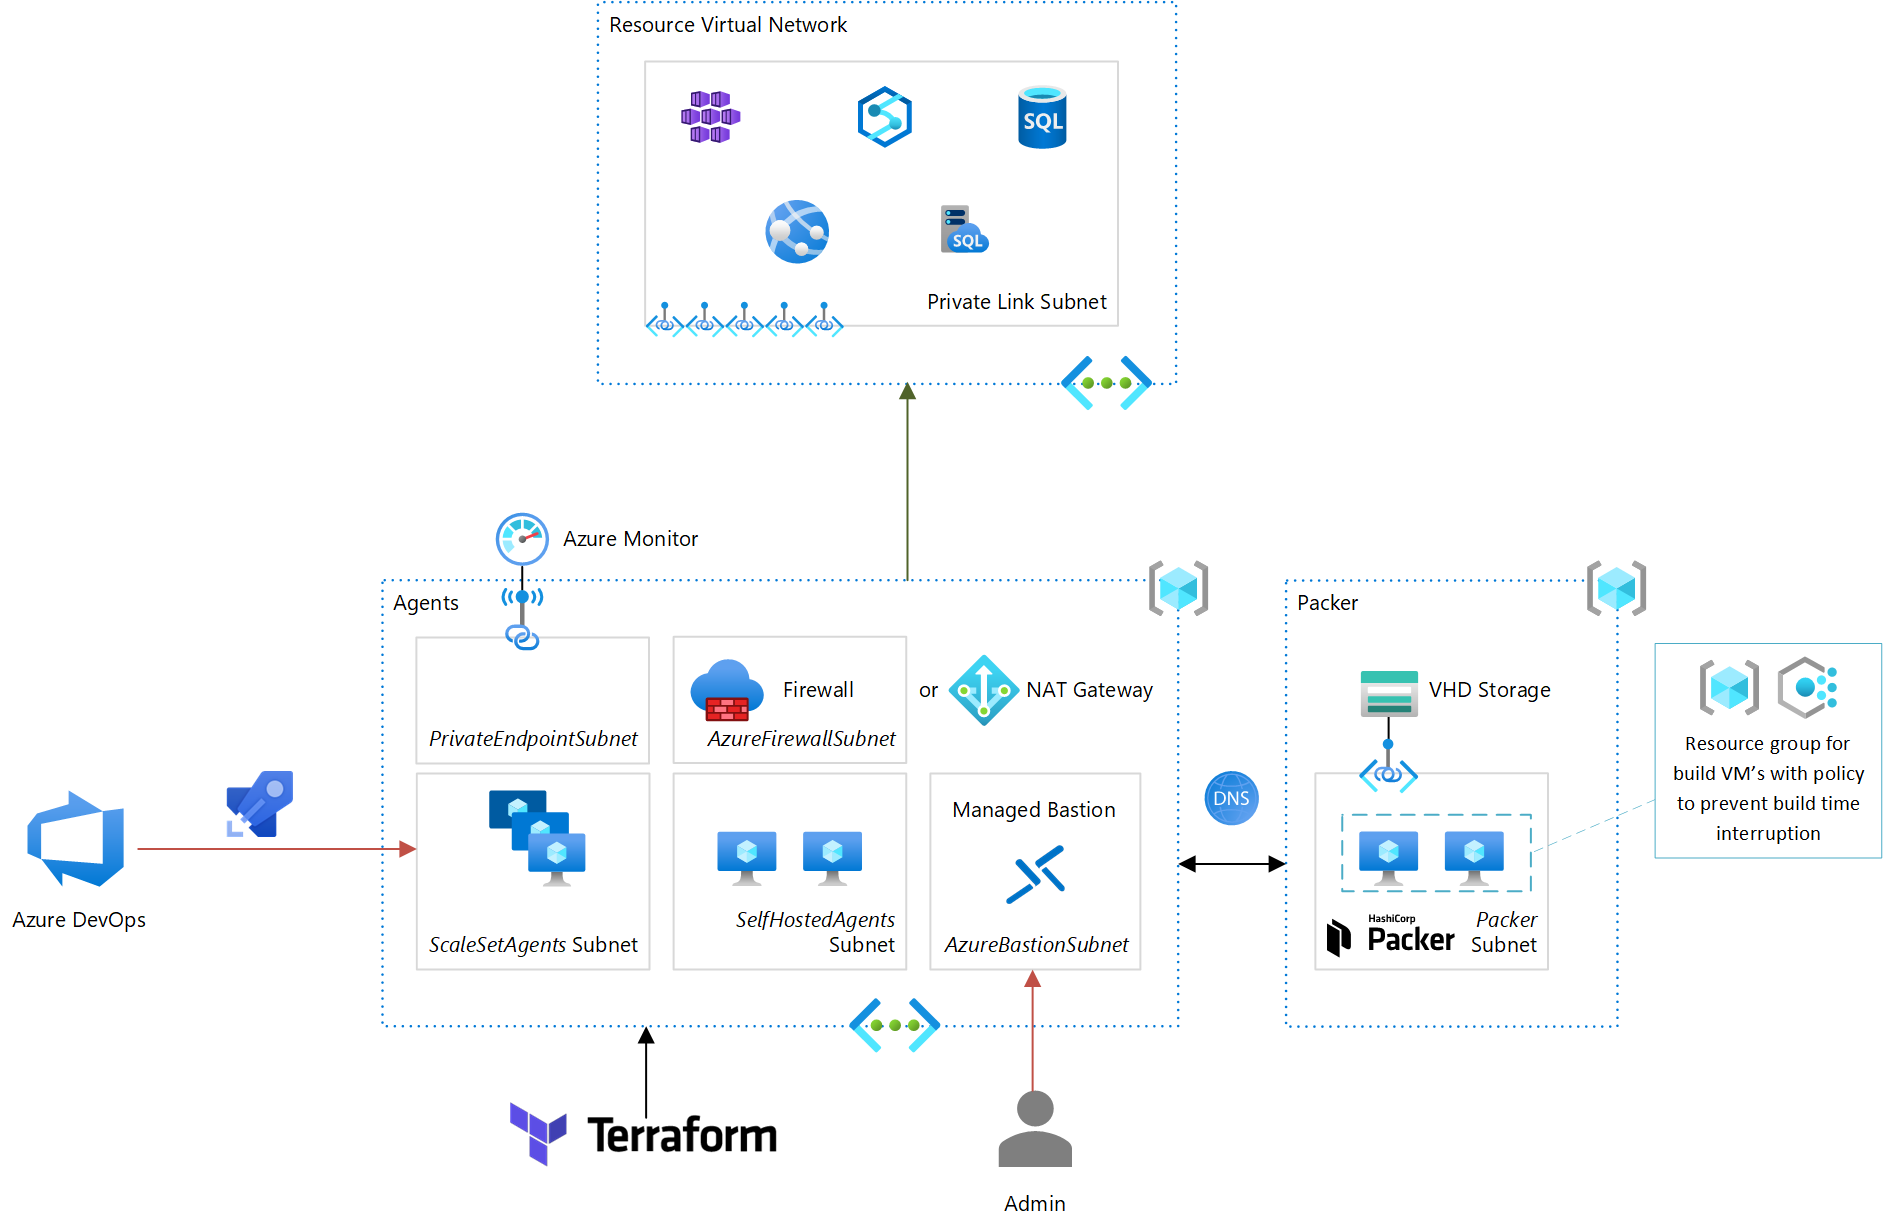 Resource Virtual Network
SQL
SQL
Private Link Subnet
Azure Monitor
Agents
Packer
Firewall
or
NAT Gateway
VHD Storage
PrivateEndpointSubnet
AzureFirewallSubnet
Resource group for
build VM’s with policy
to prevent build time
interruption
DNS
Managed Bastion
Azure DevOps
ScaleSetAgents Subnet
SelfHostedAgents
Subnet
AzureBastionSubnet
HashiCorp
Packer
Packer
Subnet
Terraform
Admin